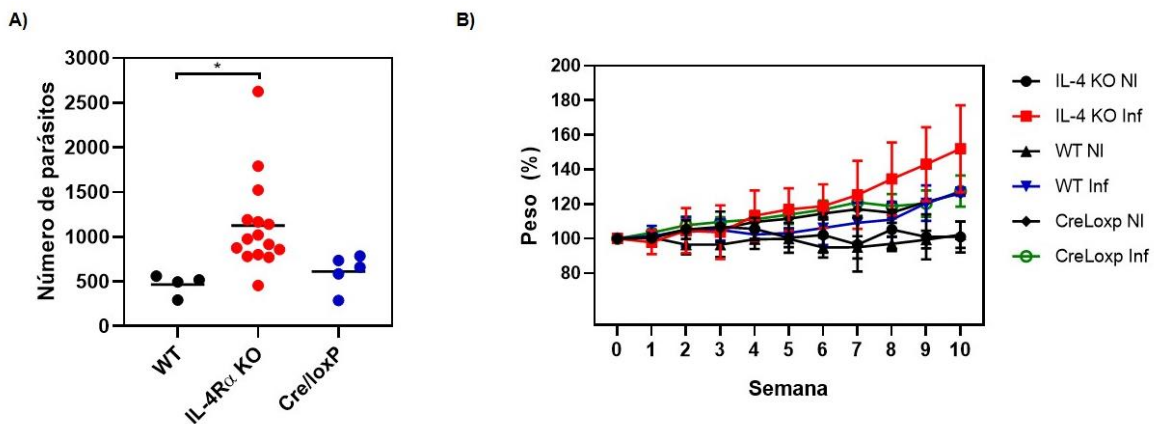 A)
3000
2500
2000
1500
1000
500
0
Número de parásitos
*
WT
IL-4Rα KO
Cre/loxP
B)
200
180
160
140
120
100
80
Peso (%)
0 1 2 3 4 5 6 7 8 9 10
Semana
IL-4 KO NI
IL-4 KO Inf
WT NI
WT Inf
CreLoxp NI
CreLoxp Inf